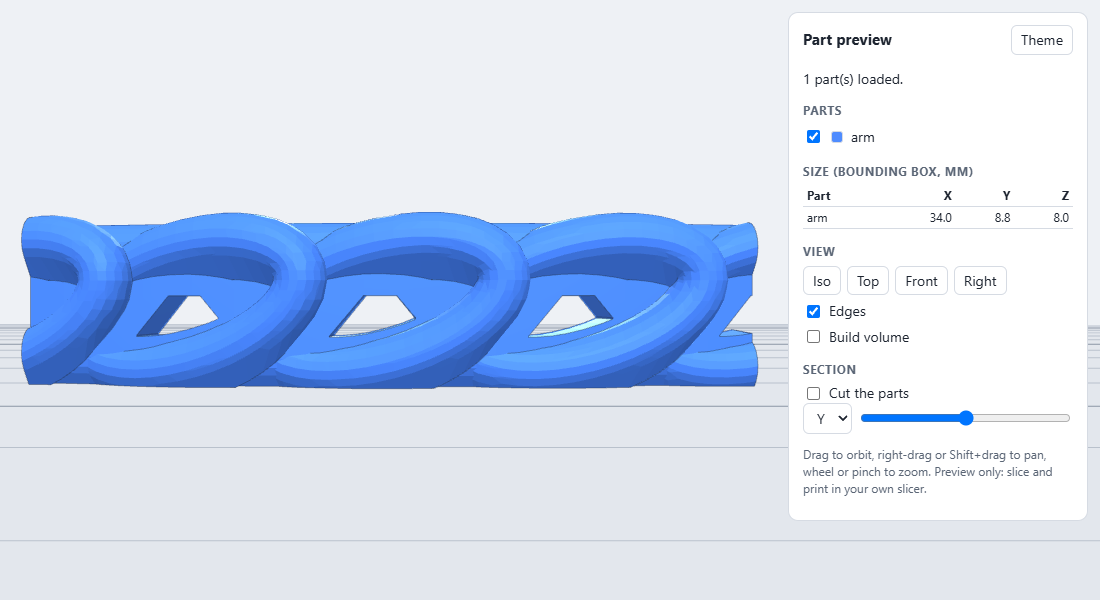 Part preview
Theme
1 part(s) loaded.
PARTS
arm
SIZE (BOUNDING BOX, MM)
Part X Y Z
arm 34.0 8.8 8.0
VIEW
Iso Top Front Right
Edges
Build volume
SECTION
Cut the parts
Y
Drag to orbit, right-drag or Shift+drag to pan,
wheel or pinch to zoom. Preview only: slice and
print in your own slicer.